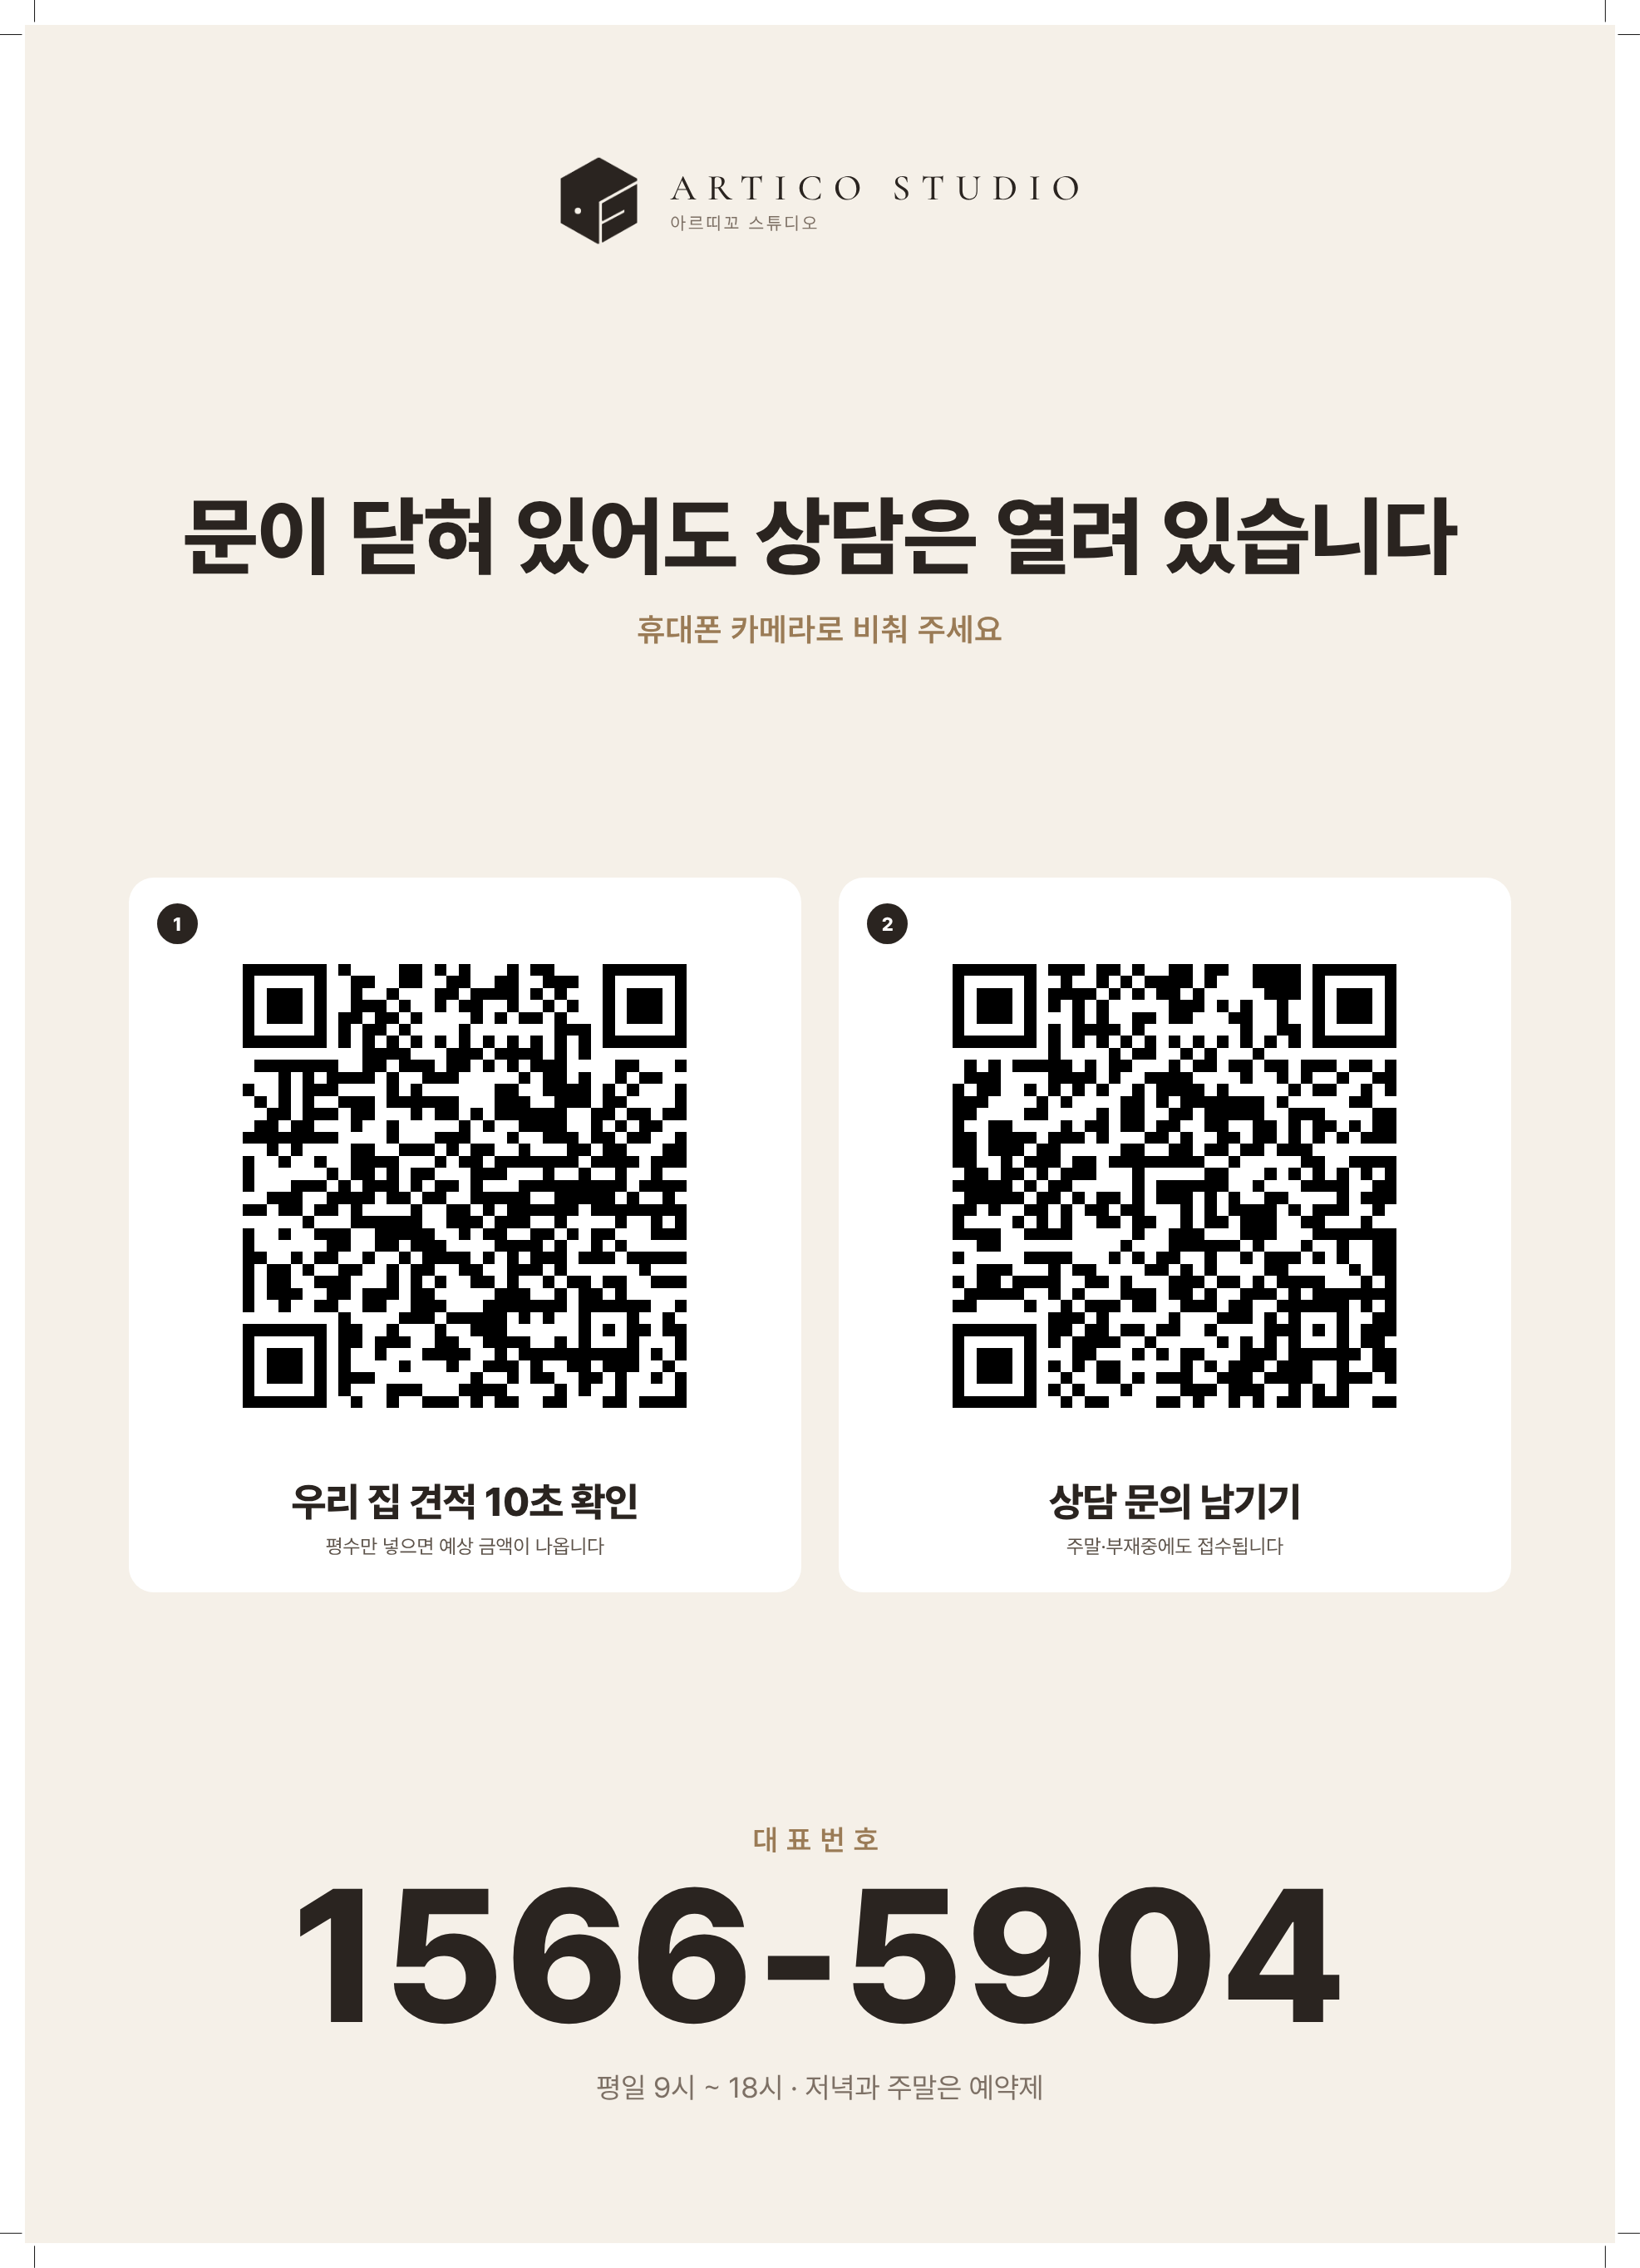 ARTICO STUDIO
아르띠꼬 스튜디오
문이 닫혀 있어도 상담은 열려 있습니다
휴대폰 카메라로 비춰 주세요
1
2
우리 집 견적 10초 확인
평수만 넣으면 예상 금액이 나옵니다
상담 문의 남기기
주말·부재중에도 접수됩니다
대표번호
1566-5904
평일 9시 ~ 18시 · 저녁과 주말은 예약제